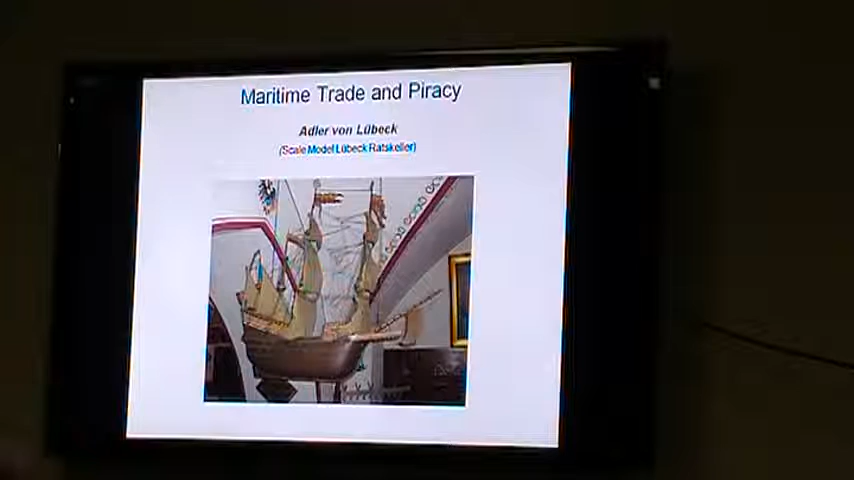 Maritime Trade and Piracy
Adler von Lübeck
(Scale Model Lübeck Ratskeller)